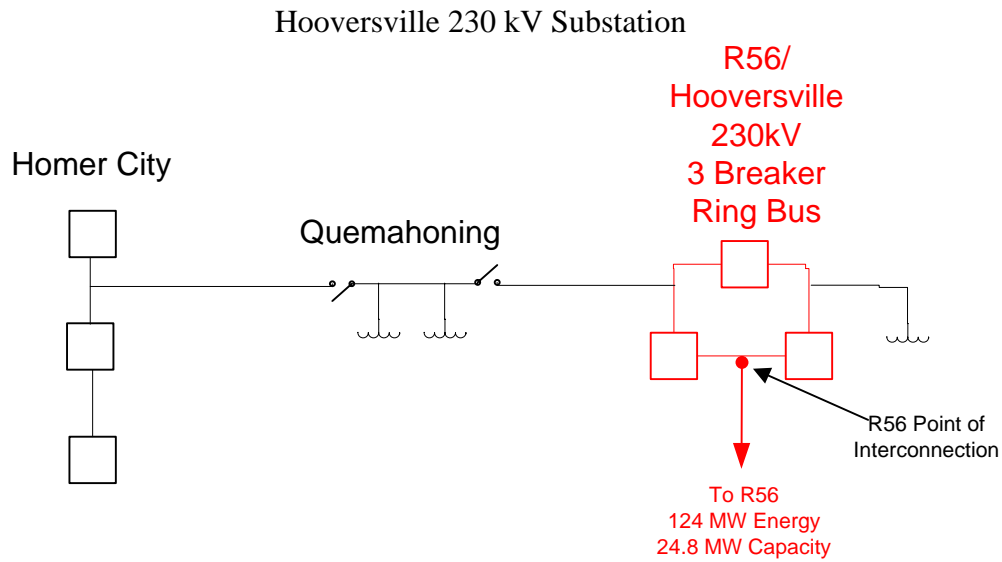 Hooversville 230 kV Substation
R56/
Hooversville
230kV
3 Breaker
Ring Bus
Homer City
Quemahoning
R56 Point of
Interconnection
To R56
124 MW Energy
24.8 MW Capacity